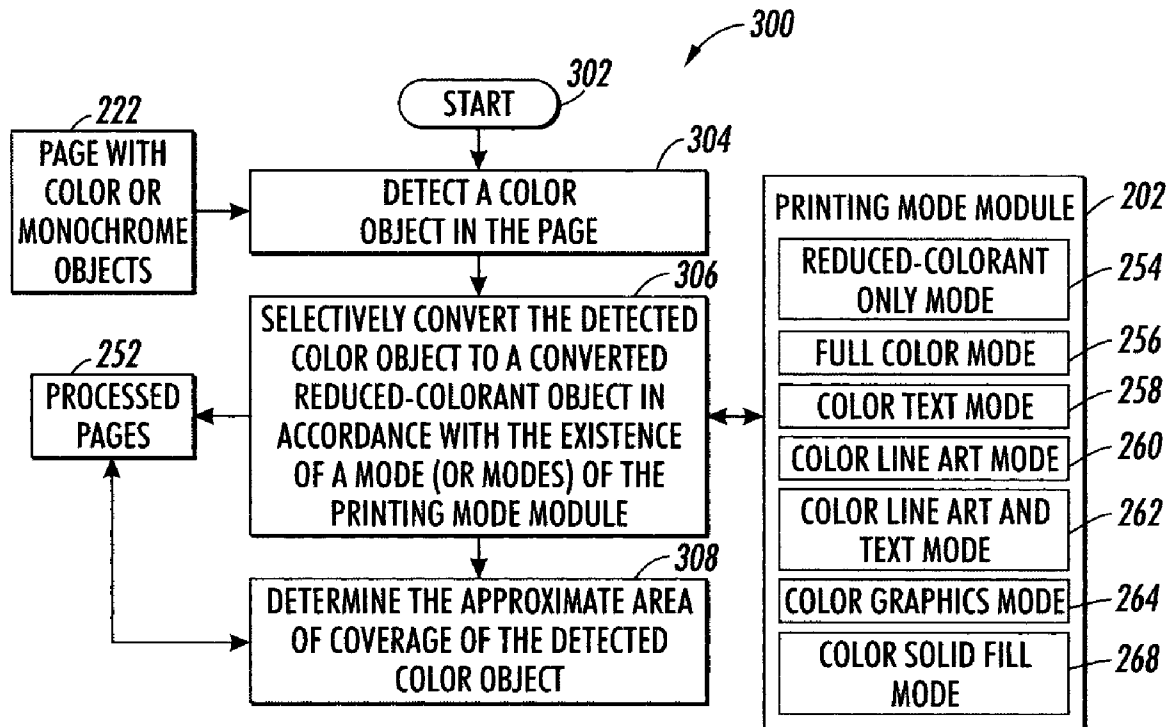 300
302
START
222
PAGE WITH
COLOR OR
MONOCHROME
OBJECTS
304
DETECT A COLOR
OBJECT IN THE PAGE
306
SELECTIVELY CONVERT THE DETECTED
COLOR OBJECT TO A CONVERTED
REDUCED-COLORANT OBJECT IN
ACCORDANCE WITH THE EXISTENCE
OF A MODE (OR MODES) OF THE
PRINTING MODE MODULE
252
PROCESSED
PAGES
308
DETERMINE THE APPROXIMATE AREA
OF COVERAGE OF THE DETECTED
COLOR OBJECT
PRINTING MODE MODULE
202
REDUCED-COLORANT
ONLY MODE
254
FULL COLOR MODE
256
COLOR TEXT MODE
258
COLOR LINE ART MODE
260
COLOR LINE ART AND
TEXT MODE
262
COLOR GRAPHICS MODE
264
COLOR SOLID FILL
MODE
268